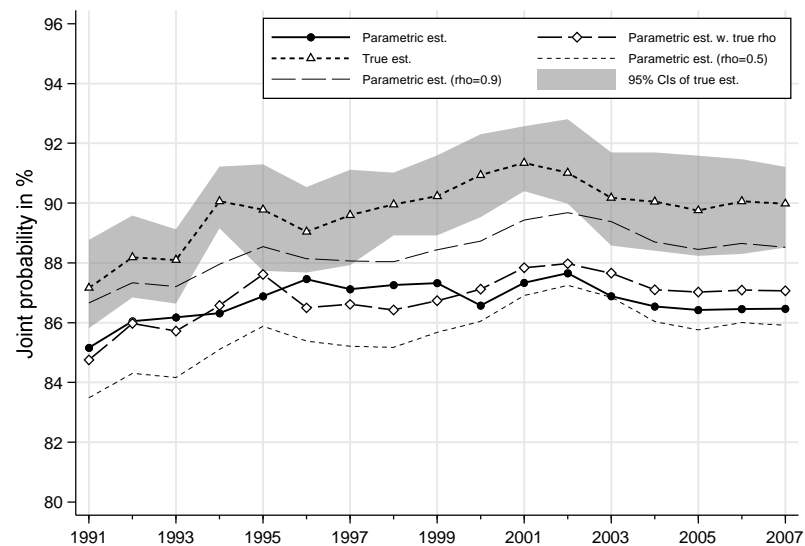 Parametric est.
Parametric est. w. true rho
True est.
Parametric est. (rho=0.5)
Parametric est. (rho=0.9)
95% CIs of true est.
Joint probability in %
96
94
92
90
88
86
84
82
80
1991 1993 1995 1997 1999 2001 2003 2005 2007